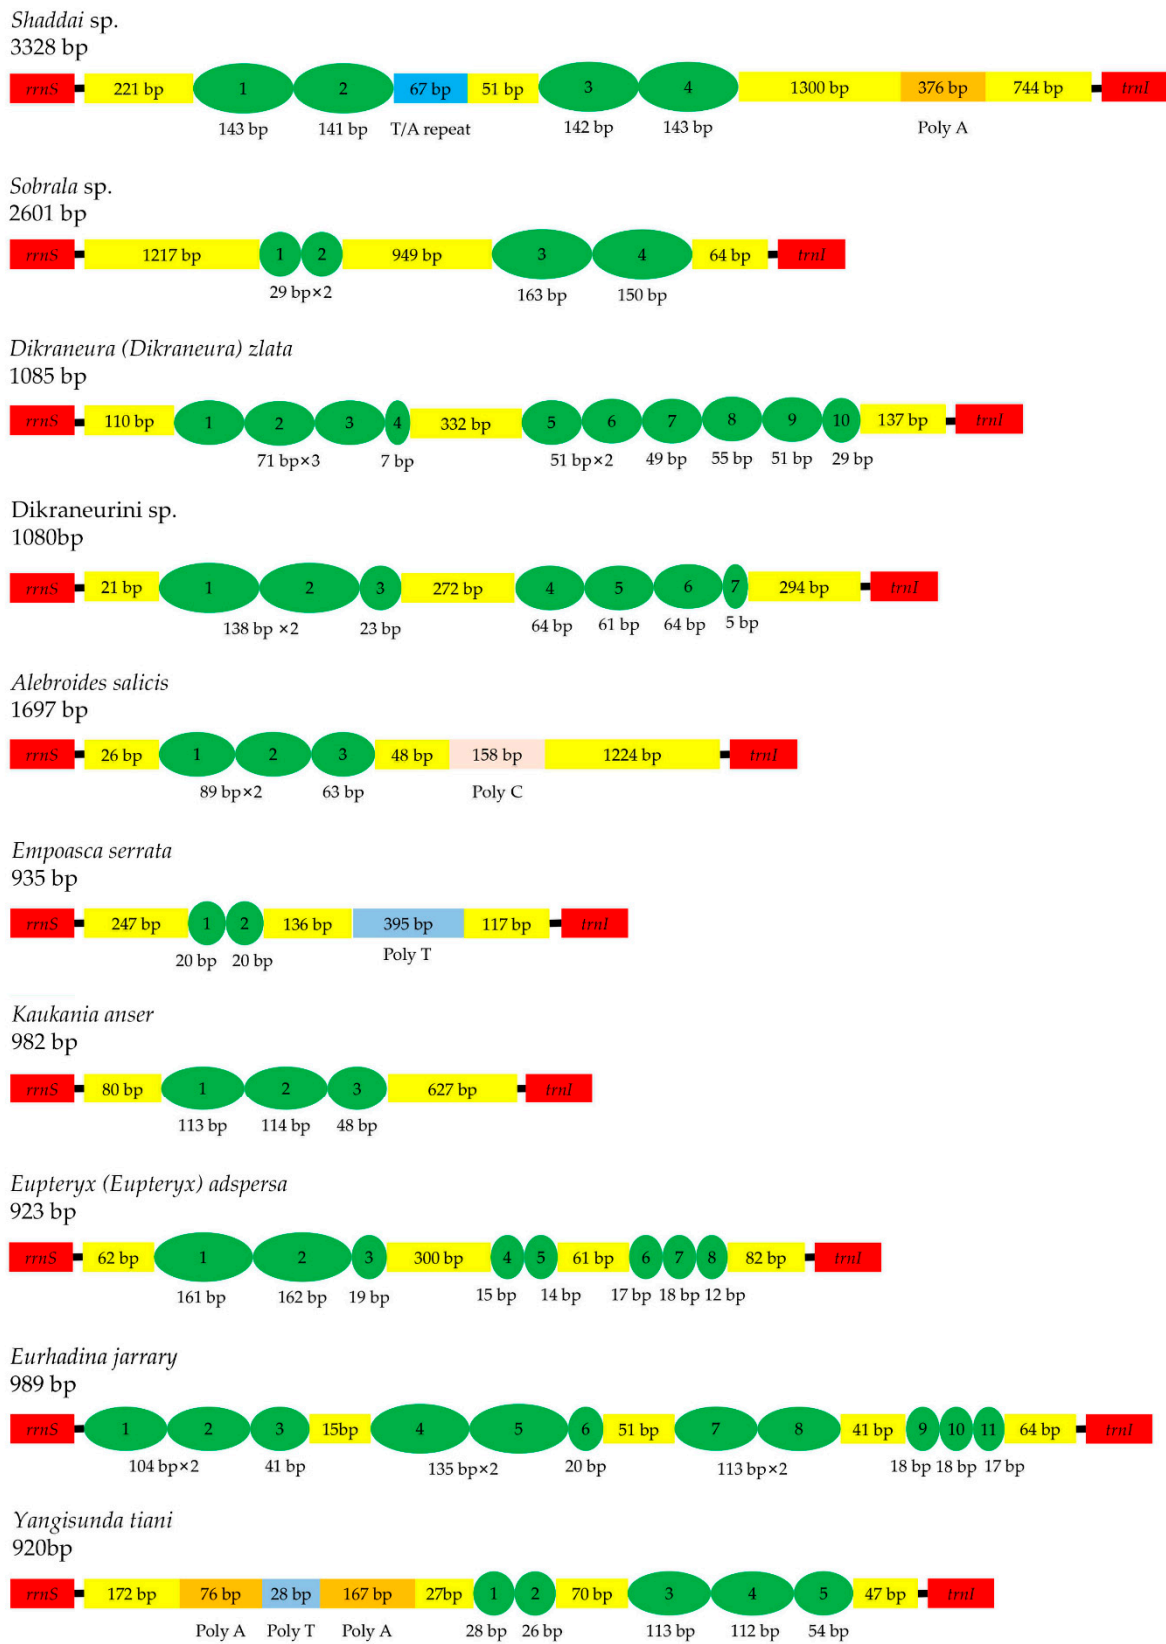 Shaddai sp.
3328 bp
rrnS 221 bp 1 2 67 bp 51 bp 3 4 1300 bp 376 bp 744 bp trnI
143 bp 141 bp T/A repeat 142 bp 143 bp Poly A
Sobrala sp.
2601 bp
rrnS 1217 bp 1 2 949 bp 3 4 64 bp trnI
29 bp×2 163 bp 150 bp
Dikraneura (Dikraneura) zlata
1085 bp
rrnS 110 bp 1 2 3 4 332 bp 5 6 7 8 9 10 137 bp trnI
71 bp×3 7 bp 51 bp×2 49 bp 55 bp 51 bp 29 bp
Dikraneurini sp.
1080bp
rrnS 21 bp 1 2 3 272 bp 4 5 6 7 294 bp trnI
138 bp ×2 23 bp 64 bp 61 bp 64 bp 5 bp
Alebroides salicis
1697 bp
rrnS 26 bp 1 2 3 48 bp 158 bp 1224 bp trnI
89 bp×2 63 bp Poly C
Empoasca serrata
935 bp
rrnS 247 bp 1 2 136 bp 395 bp 117 bp trnI
20 bp 20 bp Poly T
Kaukania anser
982 bp
rrnS 80 bp 1 2 3 627 bp trnI
113 bp 114 bp 48 bp
Eupteryx (Eupteryx) adspersa
923 bp
rrnS 62 bp 1 2 3 300 bp 4 5 61 bp 6 7 8 82 bp trnI
161 bp 162 bp 19 bp 15 bp 14 bp 17 bp 18 bp 12 bp
Eurhadina jarrary
989 bp
rrnS 1 2 3 15bp 4 5 6 51 bp 7 8 41 bp 9 10 11 64 bp trnI
104 bp×2 41 bp 135 bp×2 20 bp 113 bp×2 18 bp 18 bp 17 bp
Yangisunda tiani
920bp
rrnS 172 bp 76 bp 28 bp 167 bp 27bp 1 2 70 bp 3 4 5 47 bp trnI
Poly A Poly T Poly A 28 bp 26 bp 113 bp 112 bp 54 bp